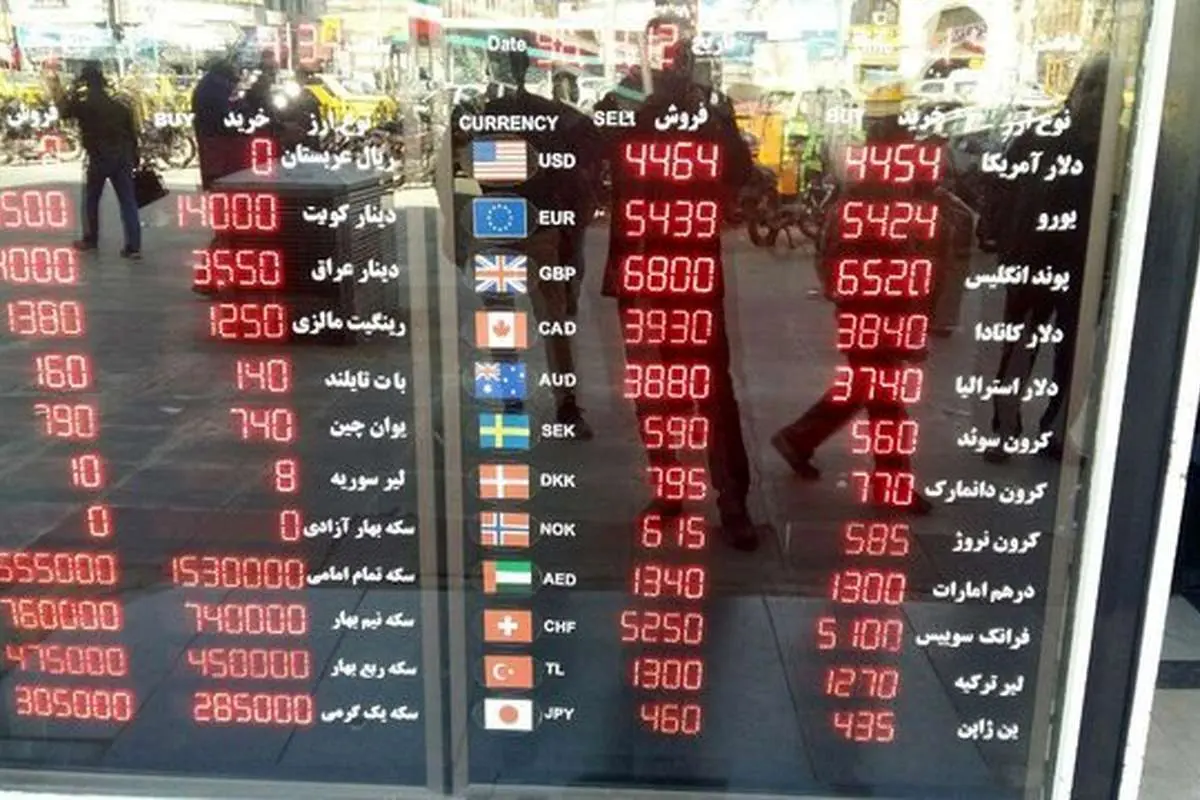 تاریخ Date
نوع ارز خرید BUY فروش SELL CURRENCY
دلار آمریکا 4454 4464 USD
یورو 5424 5439 EUR
پوند انگلیس 6520 6800 GBP
دلار کانادا 3840 3930 CAD
دلار استرالیا 3740 3880 AUD
کرون سوئد 560 590 SEK
کرون دانمارک 770 795 DKK
کرون نروژ 585 615 NOK
درهم امارات 1300 1340 AED
فرانک سوییس 5100 5250 CHF
لیر ترکیه 1270 1300 TL
ین ژاپن 435 460 JPY
نوع ارز خرید BUY فروش
ریال عربستان 0
دینار کویت 14000 500
دینار عراق 3550
رینگیت مالزی 1250 1380
بات تایلند 140 160
یوان چین 740 790
لیر سوریه 8 10
سکه بهار آزادی 0 0
سکه تمام امامی 1530000 555000
سکه نیم بهار 740000
سکه ربع بهار 450000 475000
سکه یک گرمی 285000 305000